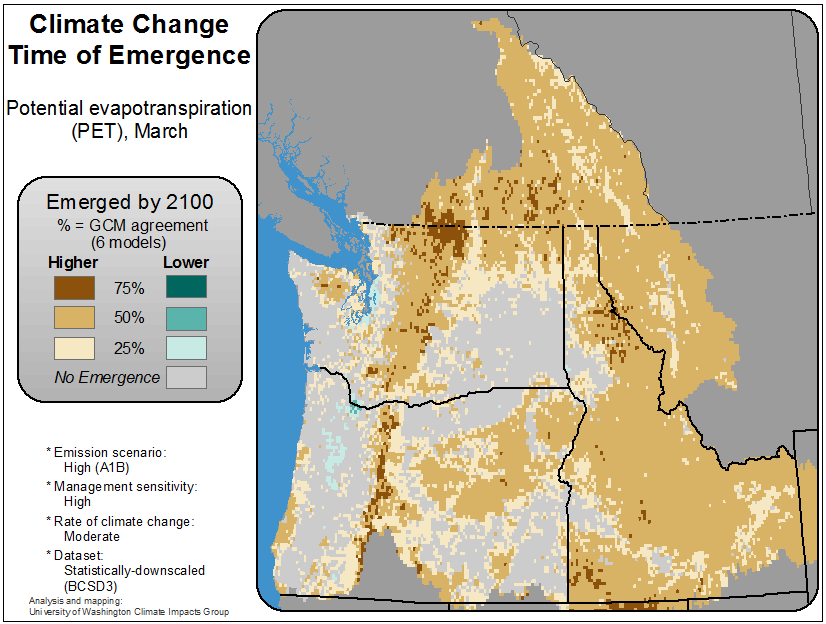 Climate Change
Time of Emergence
Potential evapotranspiration
(PET), March
Emerged by 2100
% = GCM agreement
(6 models)
Higher Lower
75%
50%
25%
No Emergence
* Emission scenario:
High (A1B)
* Management sensitivity:
High
* Rate of climate change:
Moderate
* Dataset:
Statistically-downscaled
(BCSD3)
Analysis and mapping:
University of Washington Climate Impacts Group